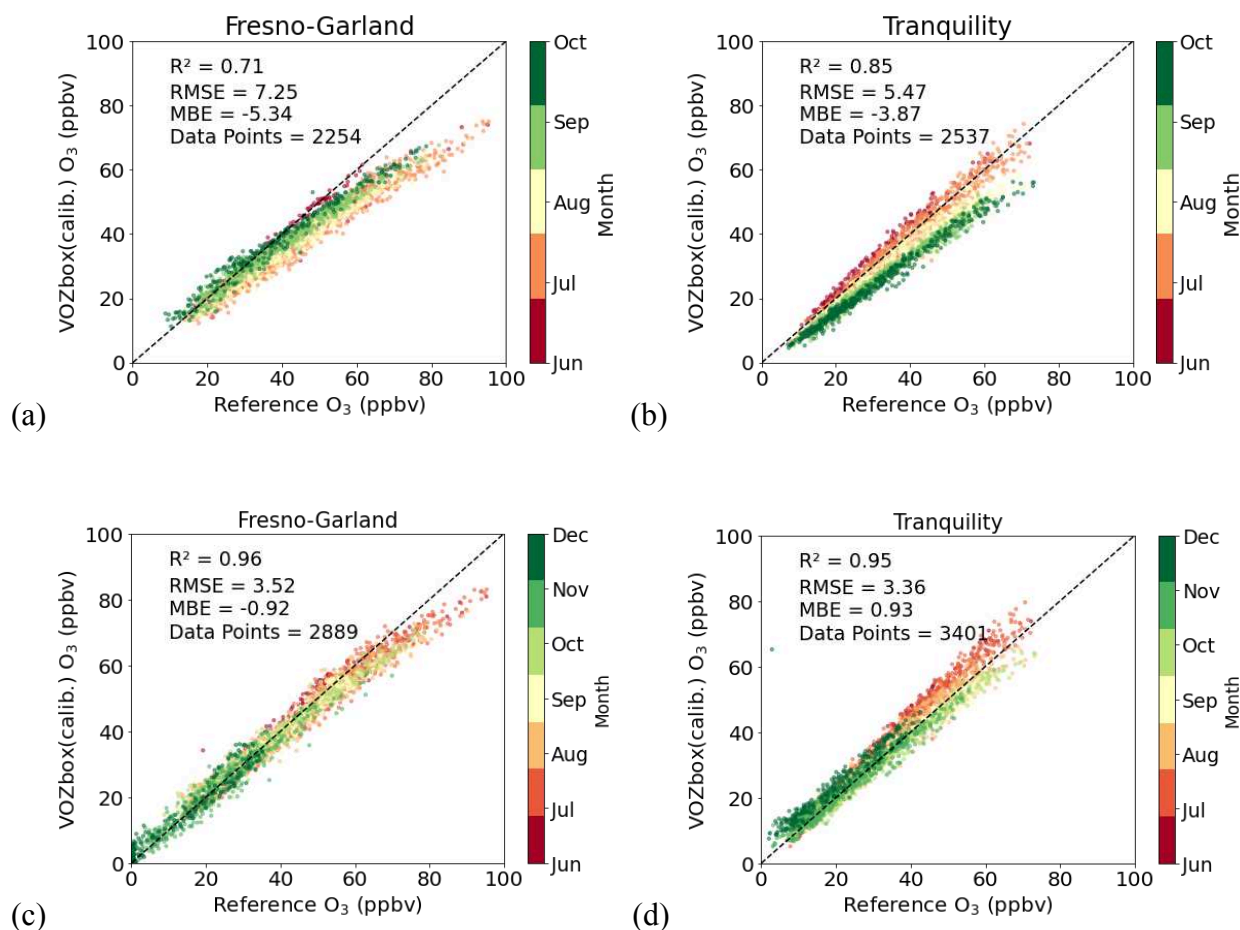 Fresno-Garland
R² = 0.71
RMSE = 7.25
MBE = -5.34
Data Points = 2254
VOZbox(calib.) O₃ (ppbv)
100
80
60
40
20
0
0 20 40 60 80 100
Reference O₃ (ppbv)
Oct
Sep
Aug
Jul
Jun
Month
(a)
Tranquility
R² = 0.85
RMSE = 5.47
MBE = -3.87
Data Points = 2537
VOZbox(calib.) O₃ (ppbv)
100
80
60
40
20
0
0 20 40 60 80 100
Reference O₃ (ppbv)
Oct
Sep
Aug
Jul
Jun
Month
(b)
Fresno-Garland
R² = 0.96
RMSE = 3.52
MBE = -0.92
Data Points = 2889
VOZbox(calib.) O₃ (ppbv)
100
80
60
40
20
0
0 20 40 60 80 100
Reference O₃ (ppbv)
Dec
Nov
Oct
Sep
Aug
Jul
Jun
Month
(c)
Tranquility
R² = 0.95
RMSE = 3.36
MBE = 0.93
Data Points = 3401
VOZbox(calib.) O₃ (ppbv)
100
80
60
40
20
0
0 20 40 60 80 100
Reference O₃ (ppbv)
Dec
Nov
Oct
Sep
Aug
Jul
Jun
Month
(d)